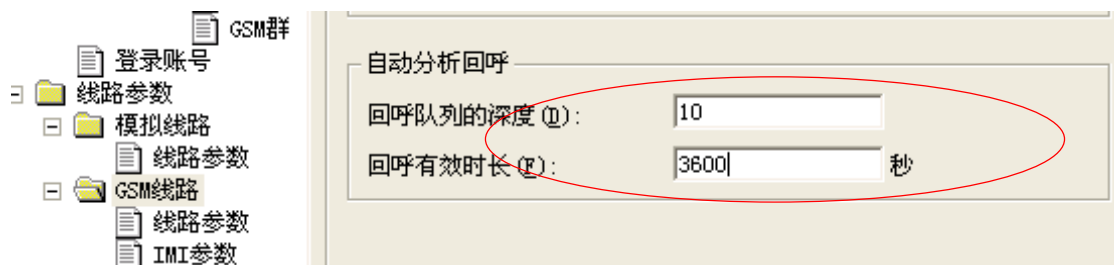 GSM群
登录账号
线路参数
模拟线路
线路参数
GSM线路
线路参数
IMI参数
自动分析回呼
回呼队列的深度(D): 10
回呼有效时长(F): 3600 秒